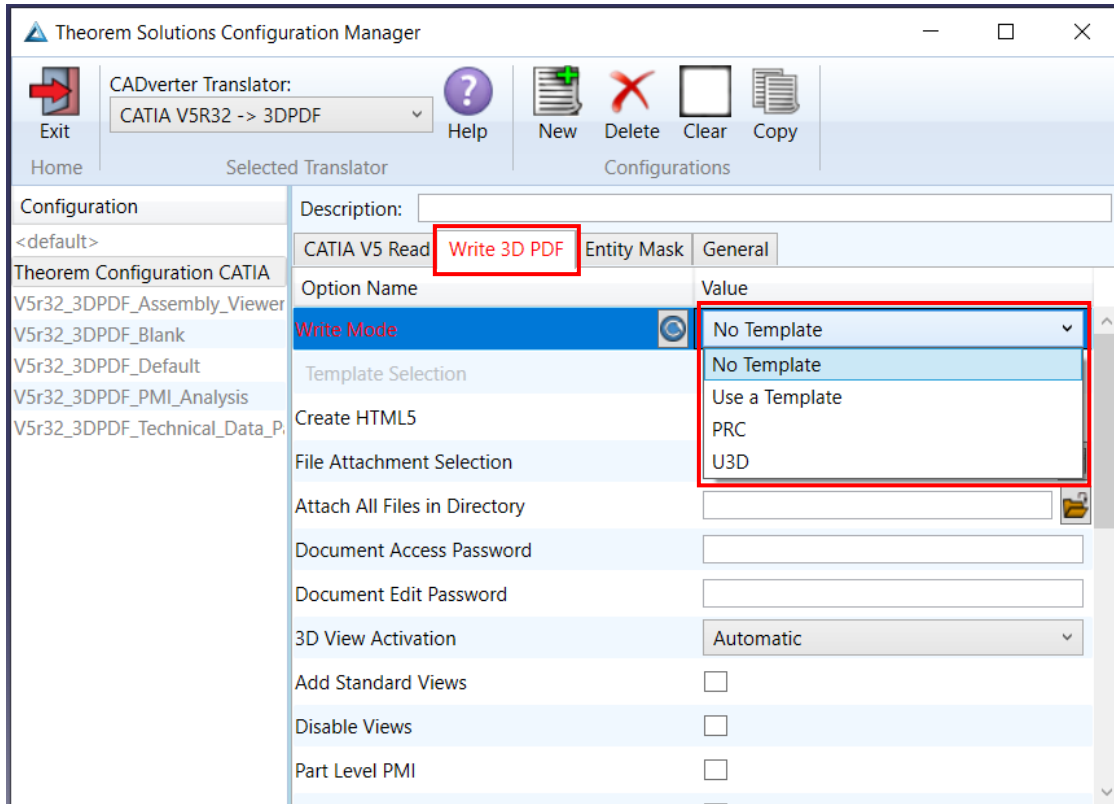 Theorem Solutions Configuration Manager
CADverter Translator:
CATIA V5R32 -> 3DPDF
Exit
Help
New
Delete
Clear
Copy
Home
Selected Translator
Configurations
Configuration
<default>
Theorem Configuration CATIA
V5r32_3DPDF_Assembly_Viewer
V5r32_3DPDF_Blank
V5r32_3DPDF_Default
V5r32_3DPDF_PMI_Analysis
V5r32_3DPDF_Technical_Data_P
Description:
CATIA V5 Read
Write 3D PDF
Entity Mask
General
Option Name
Value
Write Mode
No Template
Template Selection
No Template
Use a Template
PRC
U3D
Create HTML5
File Attachment Selection
Attach All Files in Directory
Document Access Password
Document Edit Password
3D View Activation
Automatic
Add Standard Views
Disable Views
Part Level PMI